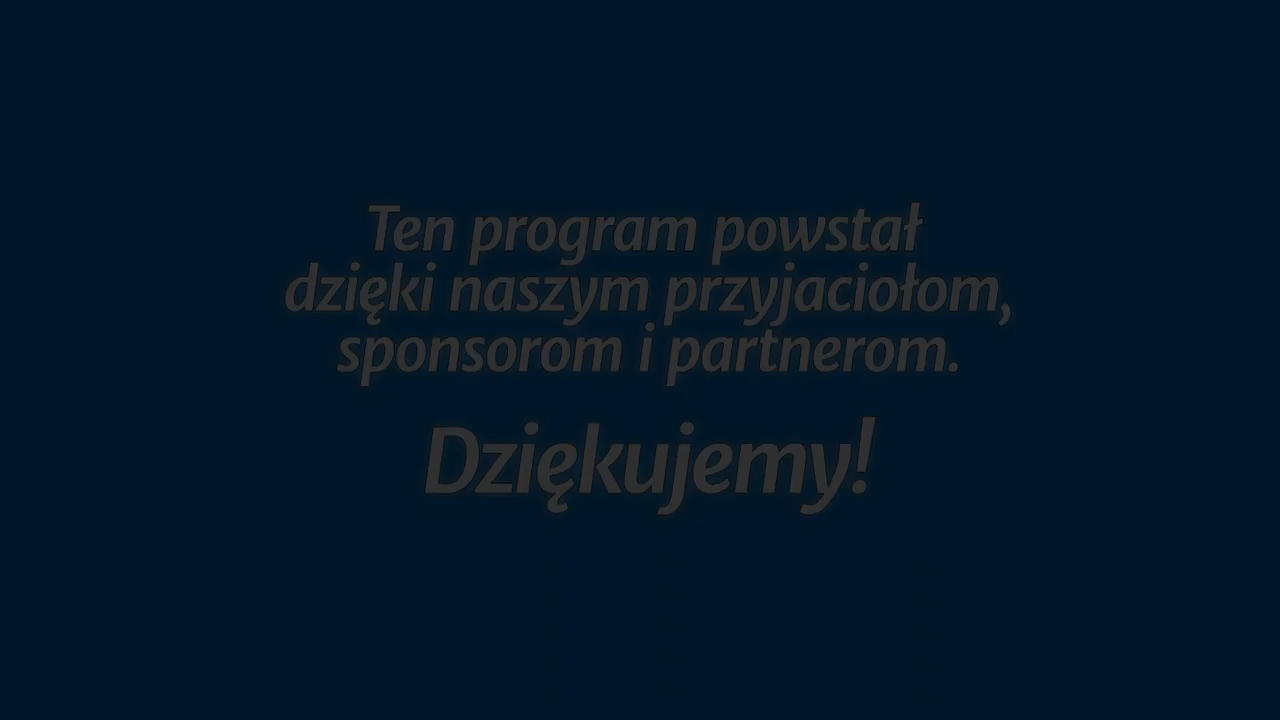 Ten program powstał
dzięki naszym przyjaciołom,
sponsorom i partnerom.
Dziękujemy!